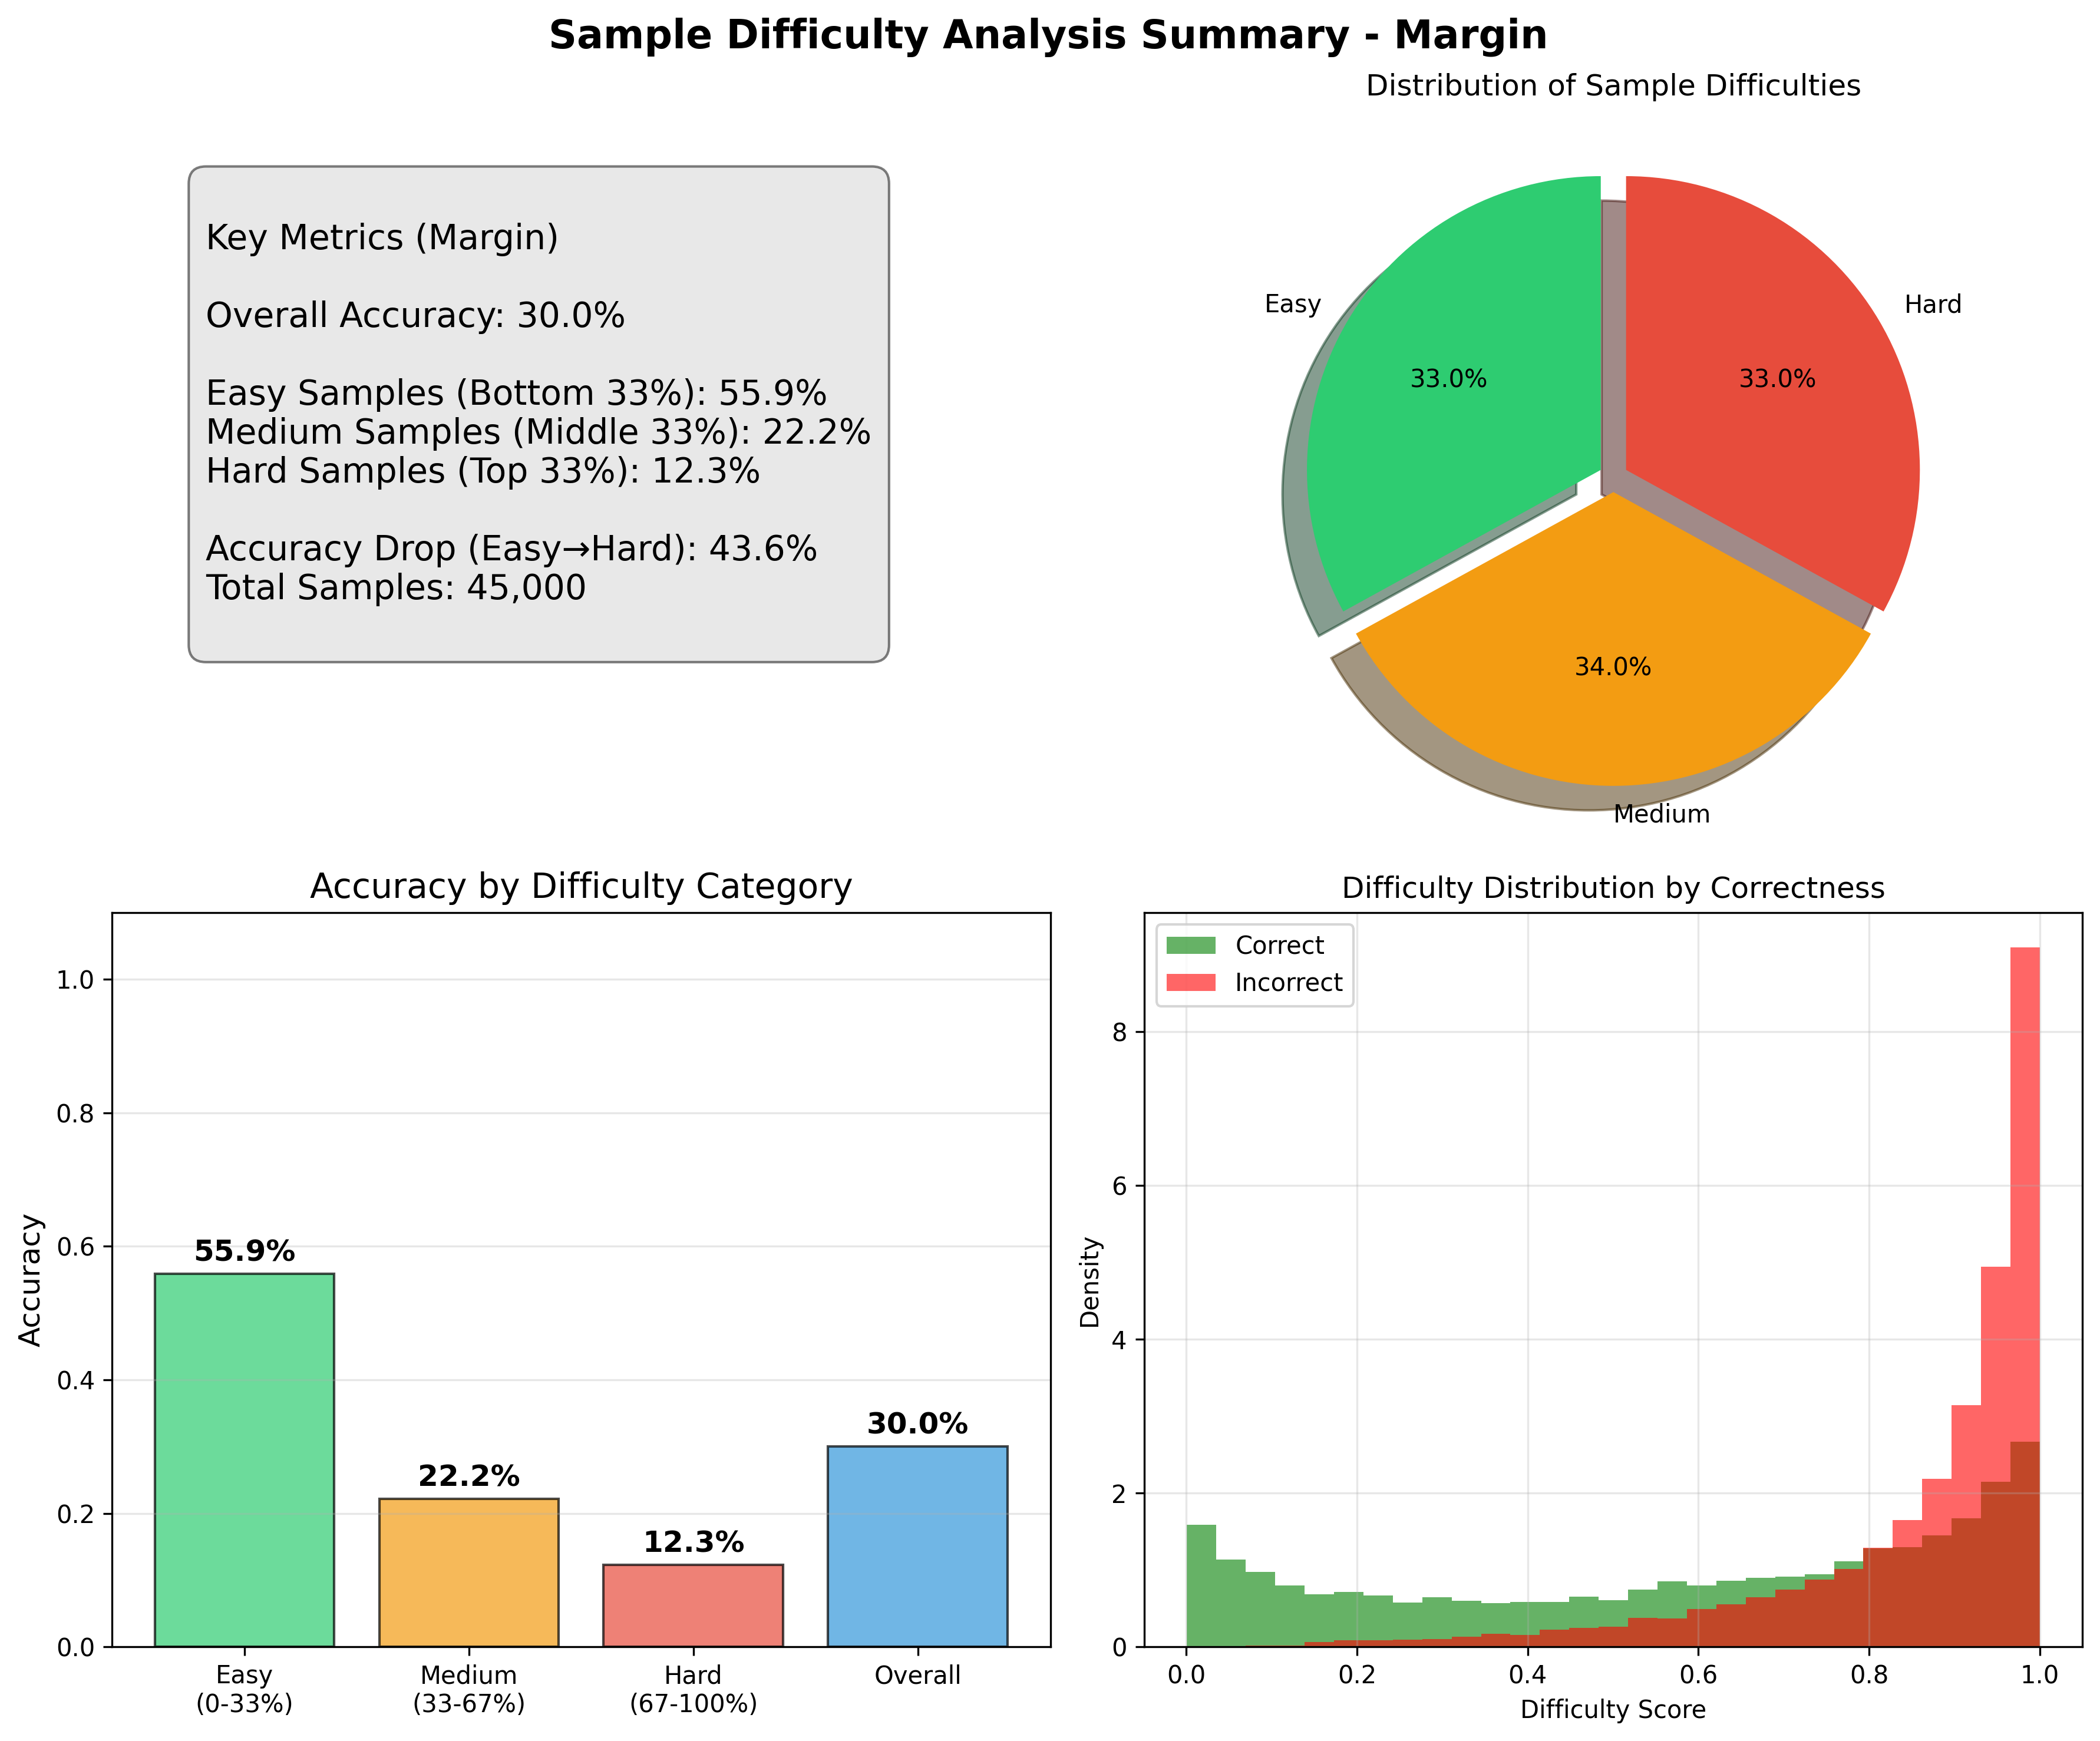 Sample Difficulty Analysis Summary - Margin
Key Metrics (Margin)
Overall Accuracy: 30.0%
Easy Samples (Bottom 33%): 55.9%
Medium Samples (Middle 33%): 22.2%
Hard Samples (Top 33%): 12.3%
Accuracy Drop (Easy→Hard): 43.6%
Total Samples: 45,000
Distribution of Sample Difficulties
Easy
Hard
33.0%
33.0%
34.0%
Medium
Accuracy by Difficulty Category
Accuracy
1.0
0.8
0.6
0.4
0.2
0.0
55.9%
22.2%
12.3%
30.0%
Easy
(0-33%)
Medium
(33-67%)
Hard
(67-100%)
Overall
Difficulty Distribution by Correctness
Correct
Incorrect
Density
8
6
4
2
0
0.0
0.2
0.4
0.6
0.8
1.0
Difficulty Score